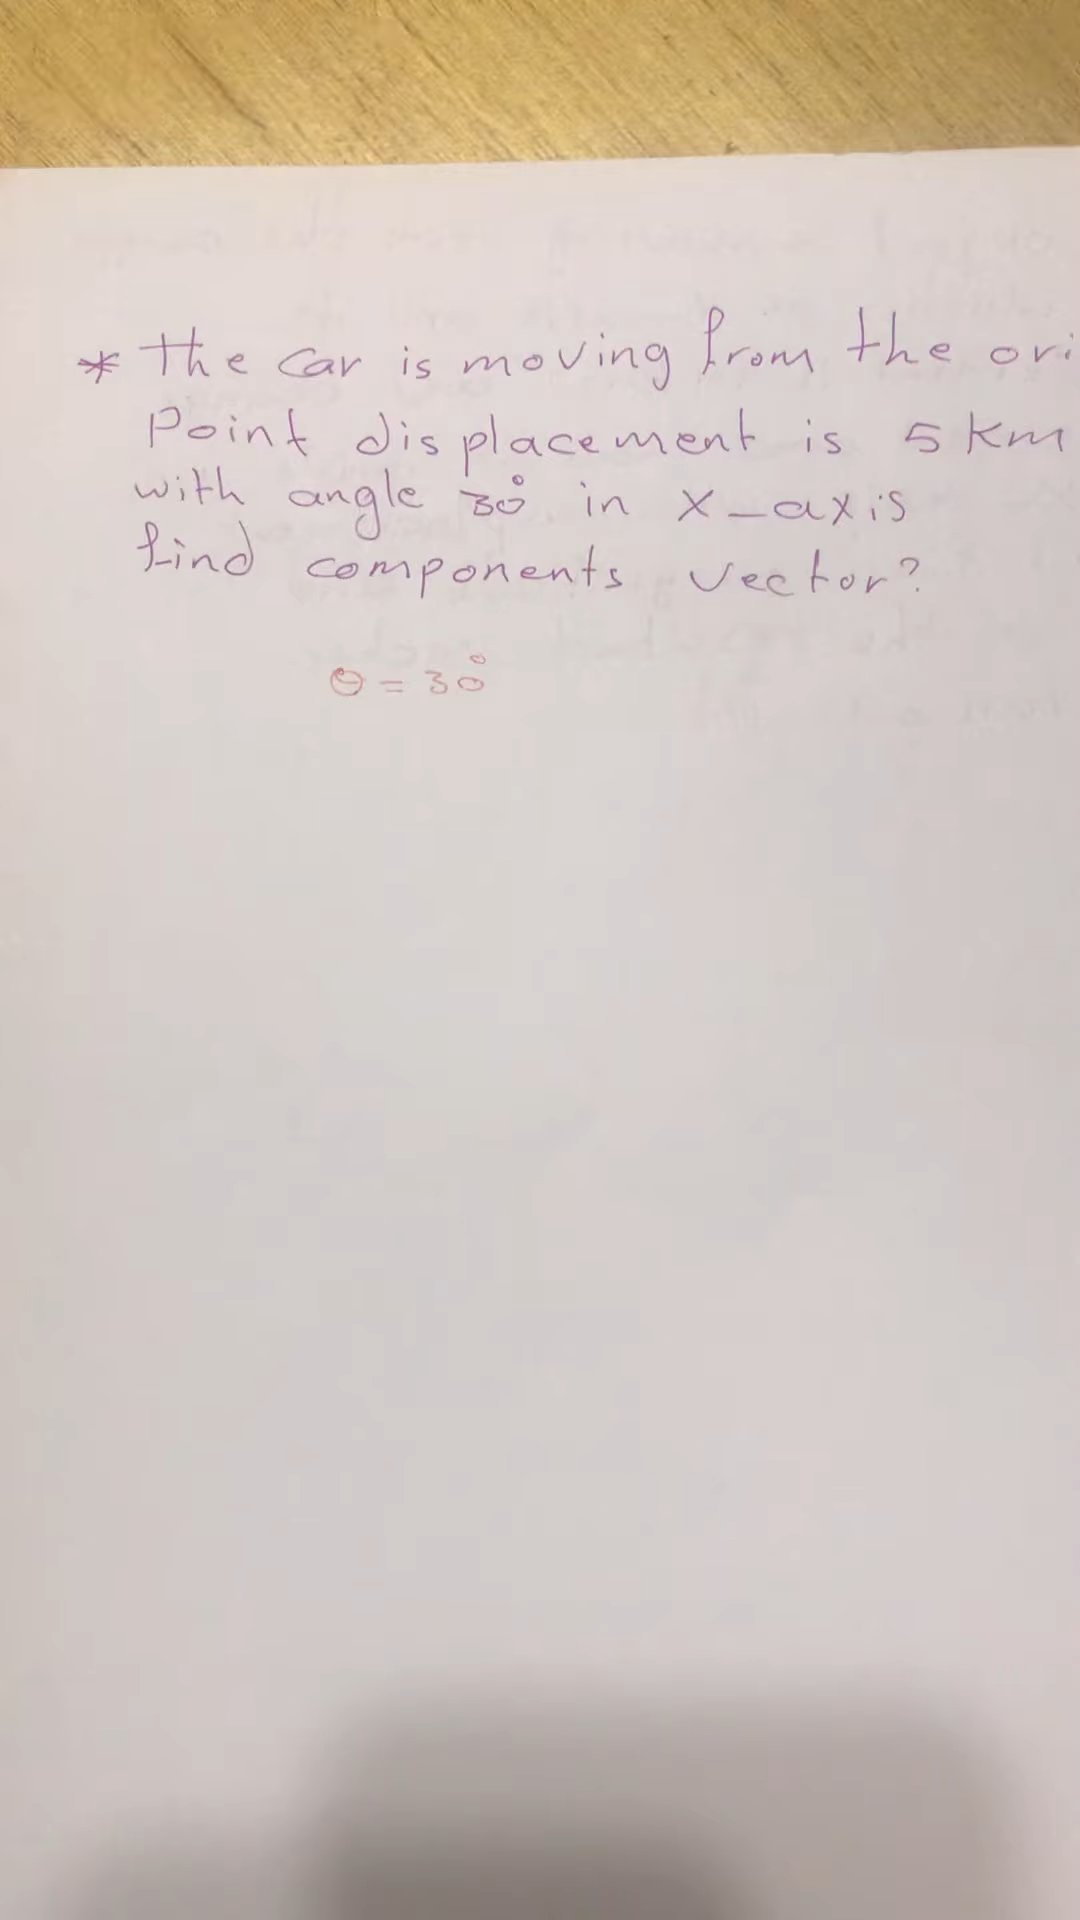 * The car is moving from the ori
Point displacement is 5 km
with angle 30° in x-axis
find components vector?
θ = 30°